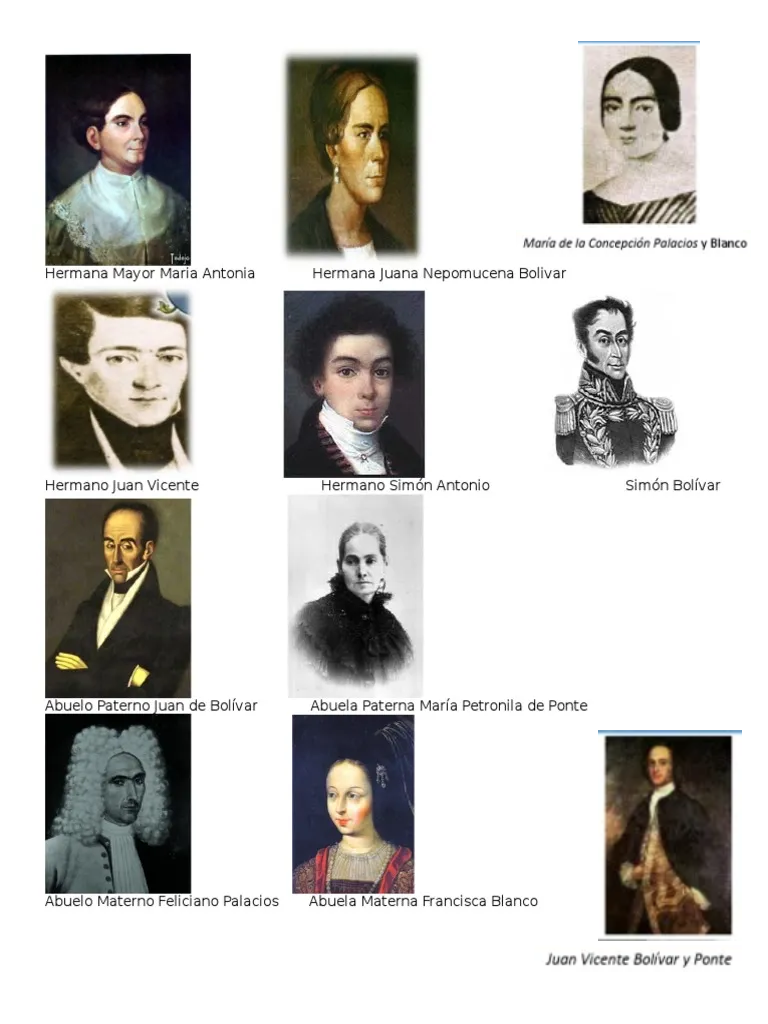 Tadeja
María de la Concepción Palacios y Blanco
Hermana Mayor Maria Antonia Hermana Juana Nepomucena Bolivar
Hermano Juan Vicente Hermano Simón Antonio Simón Bolívar
Abuelo Paterno Juan de Bolívar Abuela Paterna María Petronila de Ponte
Abuelo Materno Feliciano Palacios Abuela Materna Francisca Blanco
Juan Vicente Bolívar y Ponte